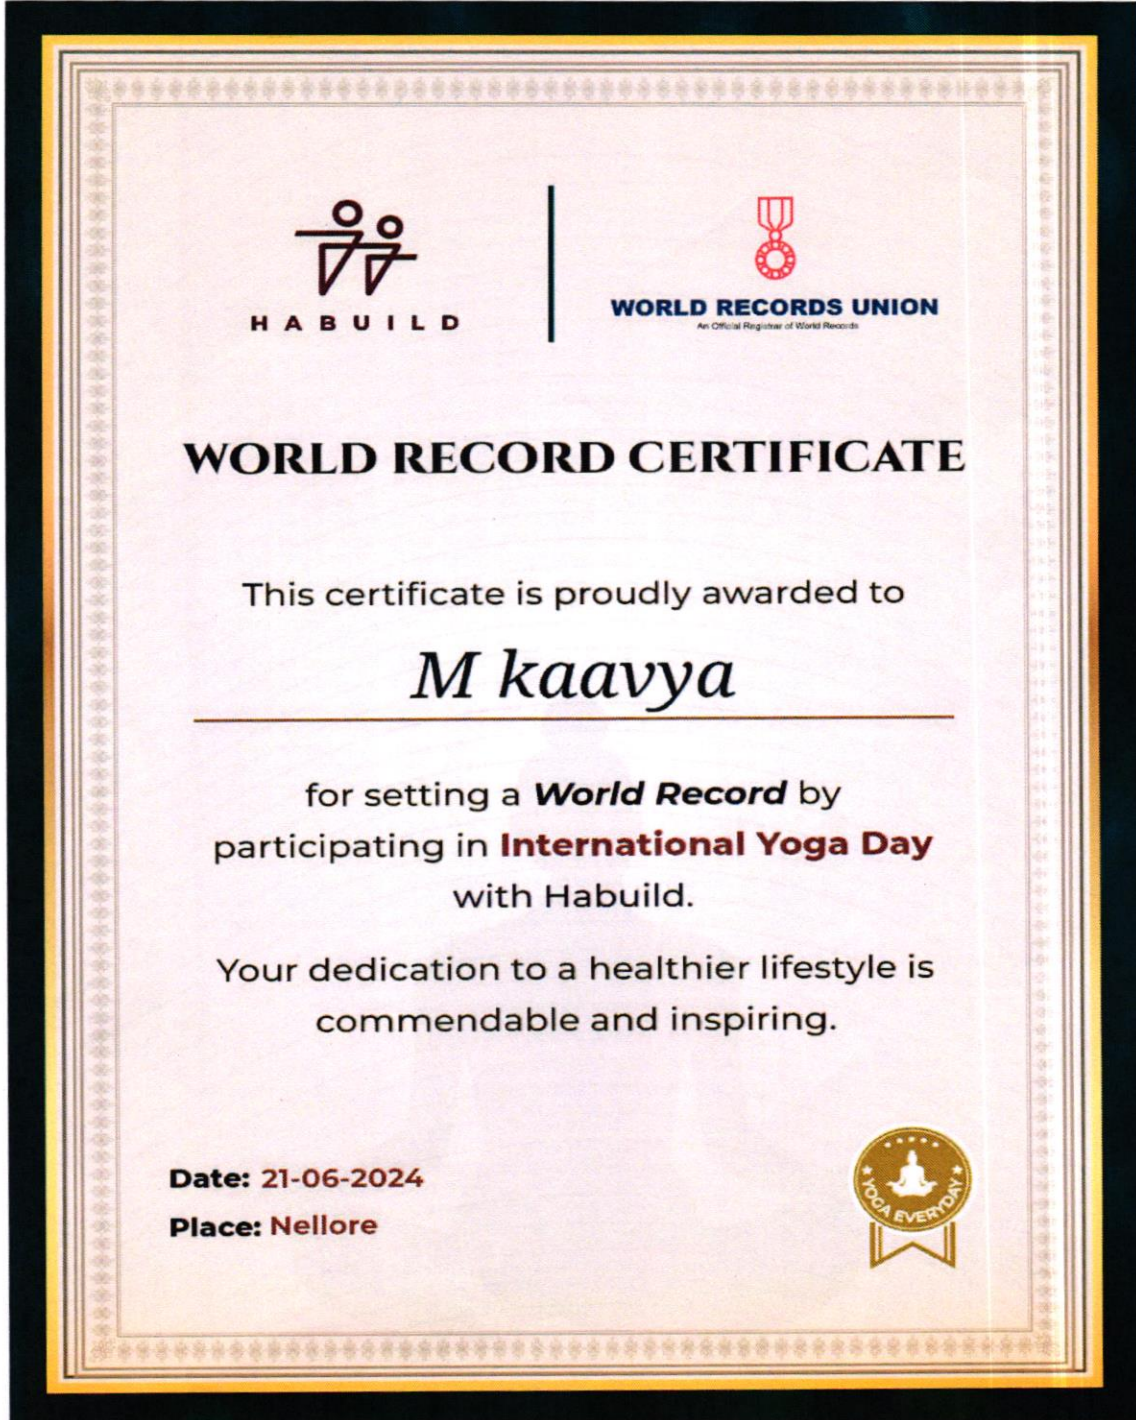 HABUILD
WORLD RECORDS UNION
An Official Registrar of World Records
WORLD RECORD CERTIFICATE
This certificate is proudly awarded to
M kaavya
for setting a World Record by
participating in International Yoga Day
with Habuild.
Your dedication to a healthier lifestyle is
commendable and inspiring.
Date: 21-06-2024
Place: Nellore
YOGA EVERYDAY